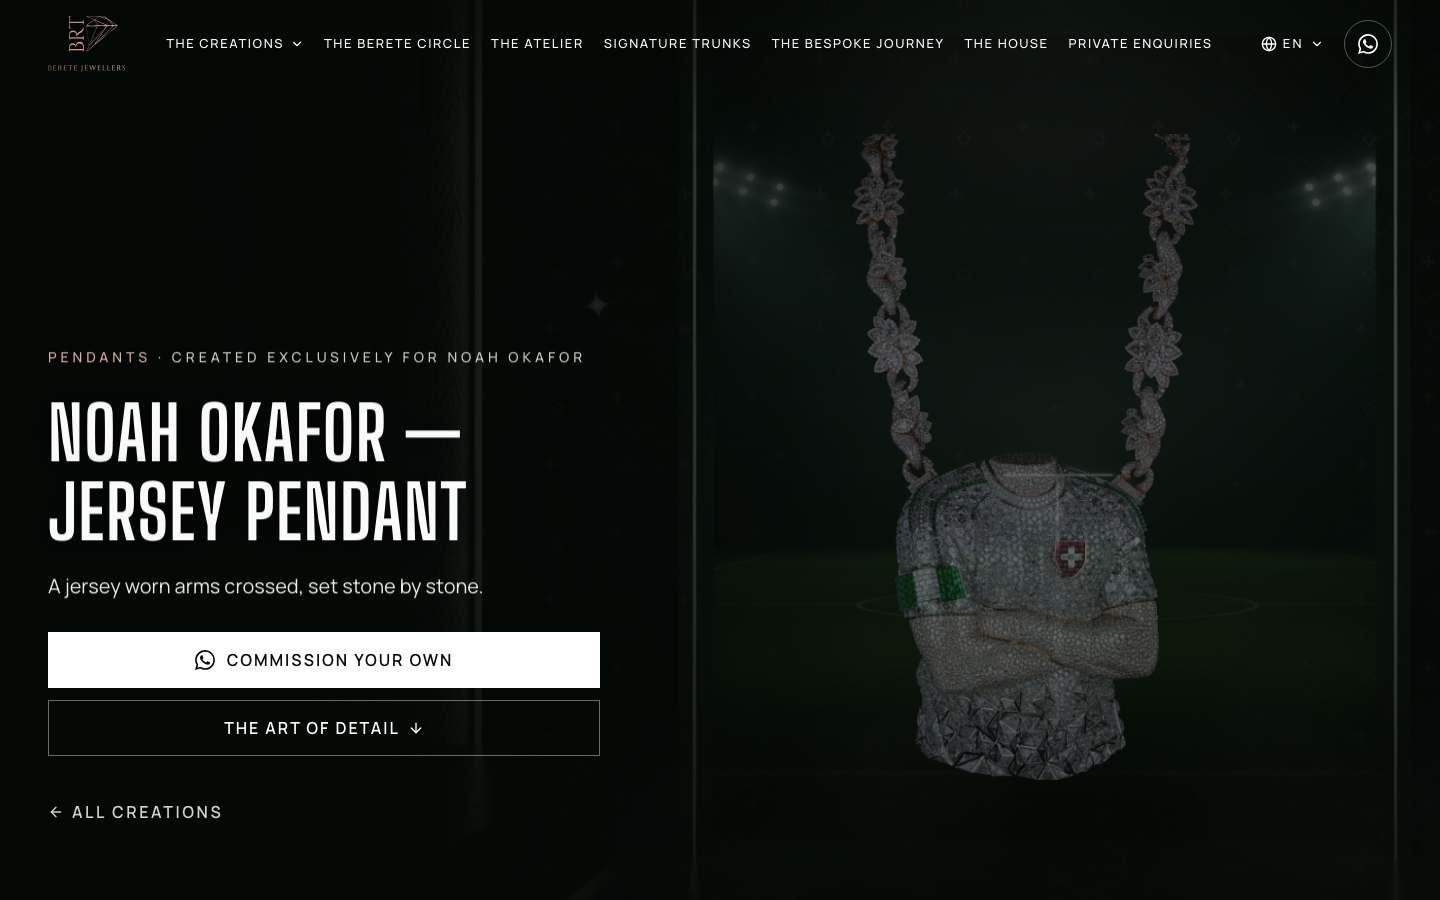 BRT
BERETE JEWELLERS
THE CREATIONS
THE BERETE CIRCLE
THE ATELIER
SIGNATURE TRUNKS
THE BESPOKE JOURNEY
THE HOUSE
PRIVATE ENQUIRIES
EN
PENDANTS · CREATED EXCLUSIVELY FOR NOAH OKAFOR
NOAH OKAFOR —
JERSEY PENDANT
A jersey worn arms crossed, set stone by stone.
COMMISSION YOUR OWN
THE ART OF DETAIL ↓
← ALL CREATIONS